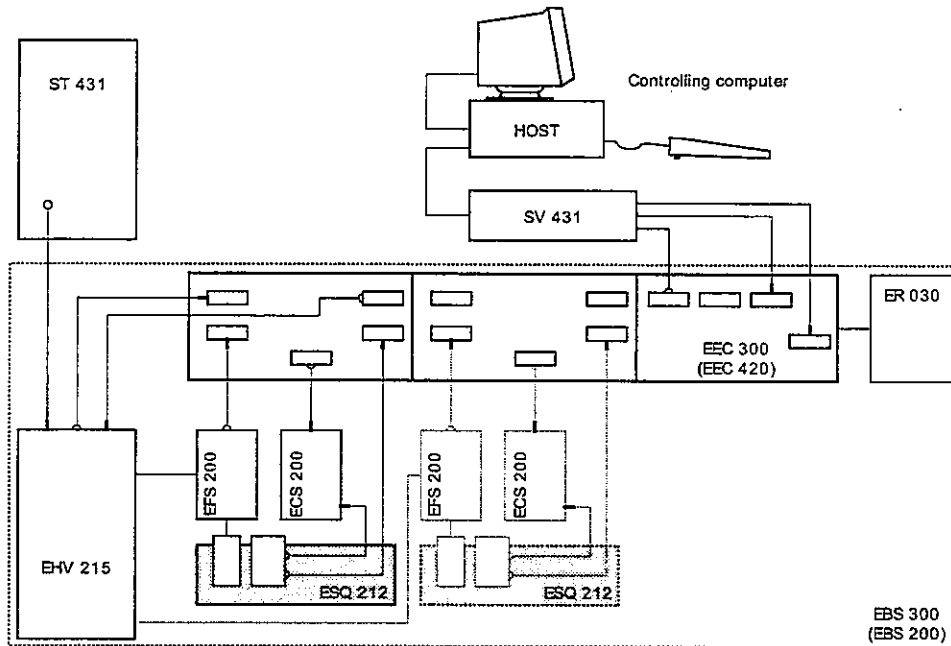 ST 431
Controlling computer
HOST
SV 431
ER 030
EEC 300
(EEC 420)
EFS 200
ECS 200
EFS 200
ECS 200
EHV 215
ESQ 212
ESQ 212
EBS 300
(EBS 200)